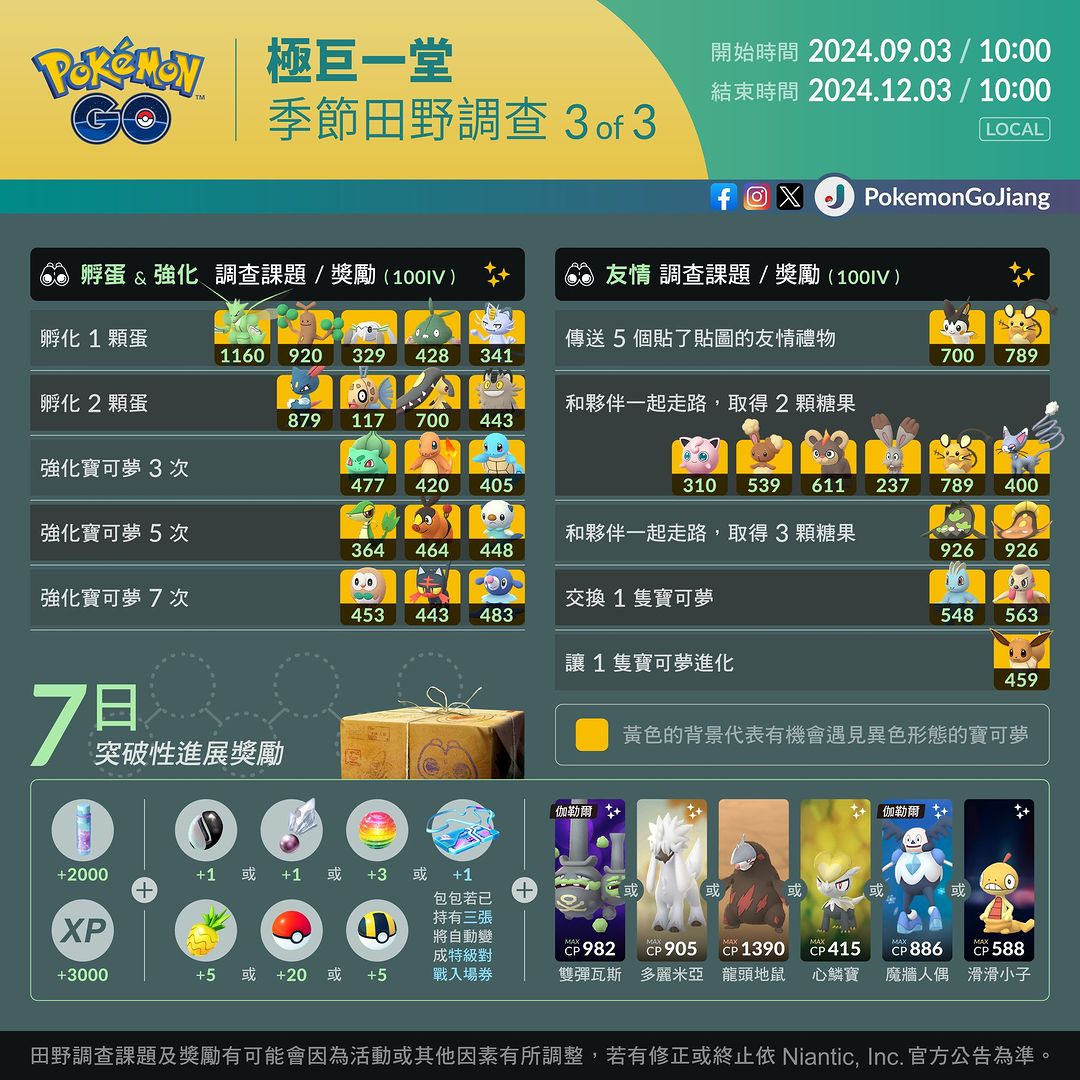 POKÉMON GO
TM
極巨一堂
季節田野調查 3 of 3
開始時間 2024.09.03 / 10:00
結束時間 2024.12.03 / 10:00
LOCAL
PokemonGoJiang
孵蛋 & 強化 調查課題 / 獎勵 (100IV)
孵化 1 顆蛋
1160 920 329 428 341
孵化 2 顆蛋
879 117 700 443
強化寶可夢 3 次
477 420 405
強化寶可夢 5 次
364 464 448
強化寶可夢 7 次
453 443 483
友情 調查課題 / 獎勵 (100IV)
傳送 5 個貼了貼圖的友情禮物
700 789
和夥伴一起走路，取得 2 顆糖果
310 539 611 237 789 400
和夥伴一起走路，取得 3 顆糖果
926 926
交換 1 隻寶可夢
548 563
讓 1 隻寶可夢進化
459
黃色的背景代表有機會遇見異色形態的寶可夢
7日
突破性進展獎勵
+2000
XP
+3000
+1 或 +1 或 +3 或 +1
+5 或 +20 或 +5
包包若已
持有三張
將自動變
成特級對
戰入場券
伽勒爾
MAX CP 982
雙彈瓦斯
或
MAX CP 905
多麗米亞
或
MAX CP 1390
龍頭地鼠
或
MAX CP 415
心鱗寶
或
伽勒爾
MAX CP 886
魔牆人偶
或
MAX CP 588
滑滑小子
田野調查課題及獎勵有可能會因為活動或其他因素有所調整，若有修正或終止依 Niantic, Inc. 官方公告為準。